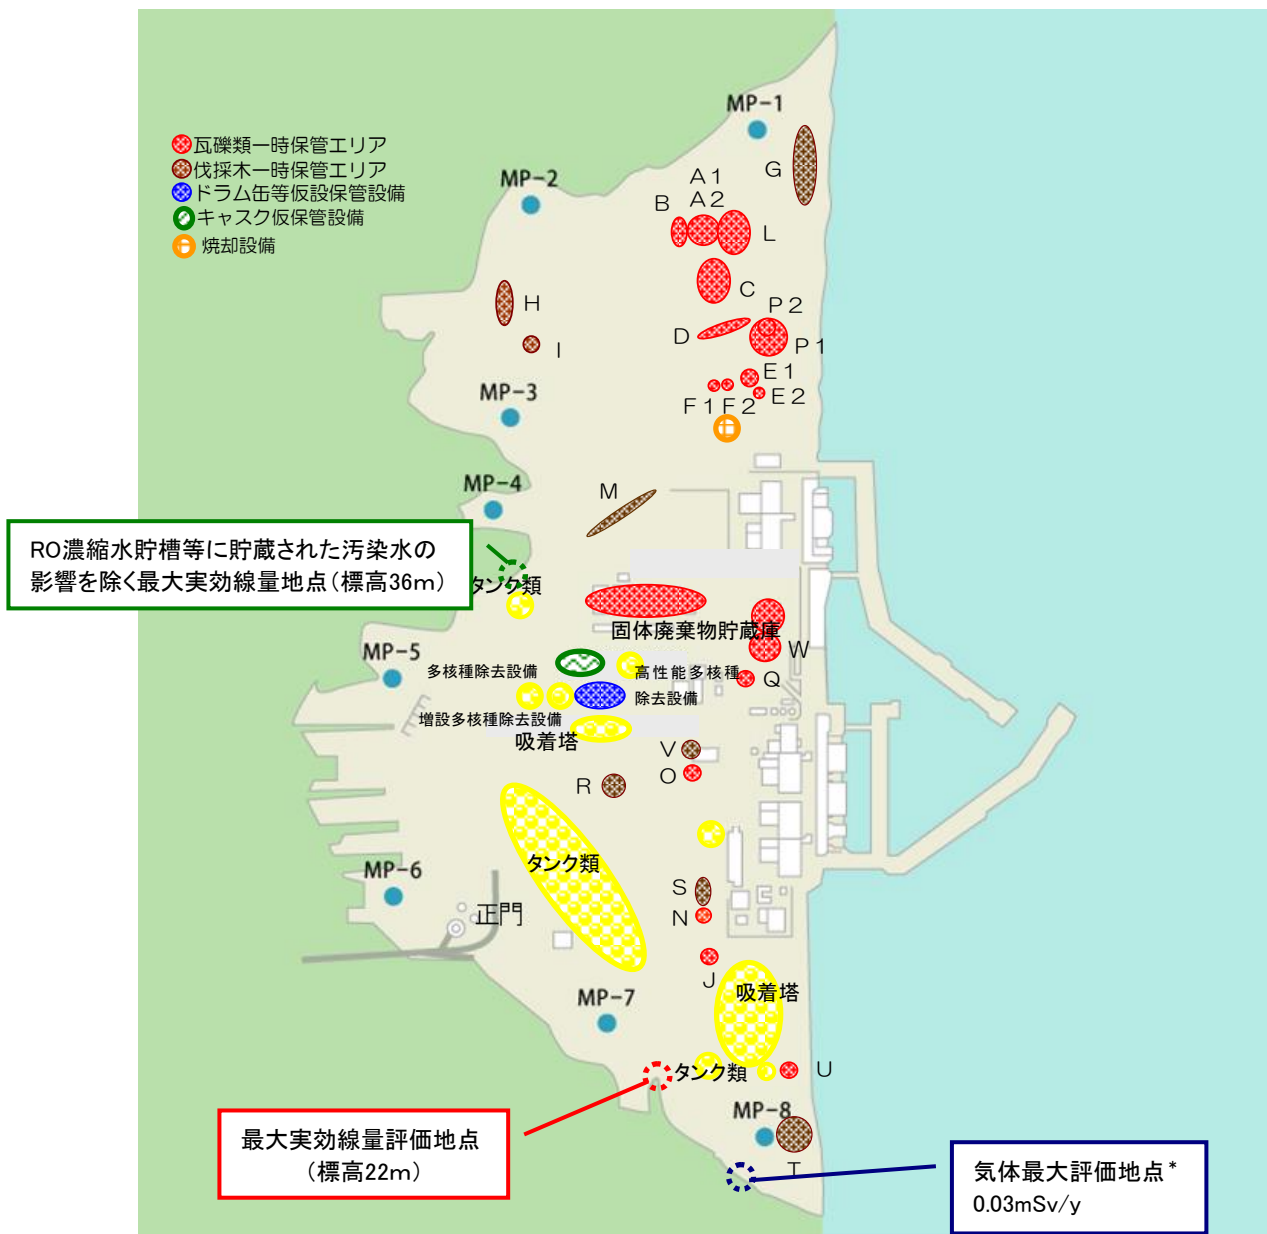 MP-1
瓦礫類一時保管エリア
伐採木一時保管エリア
ドラム缶等仮設保管設備
キャスク仮保管設備
焼却設備
G
A1
A2
MP-2
B
L
C
H
P2
D
P1
I
E1
E2
MP-3
F1
F2
MP-4
M
RO濃縮水貯槽等に貯蔵された汚染水の
影響を除く最大実効線量地点(標高36m)
タンク類
固体廃棄物貯蔵庫
W
MP-5
多核種除去設備
高性能多核種
除去設備
Q
増設多核種除去設備
吸着塔
V
O
R
タンク類
MP-6
S
正門
N
J
吸着塔
MP-7
タンク類
U
MP-8
最大実効線量評価地点
(標高22m)
T
気体最大評価地点*
0.03mSv/y